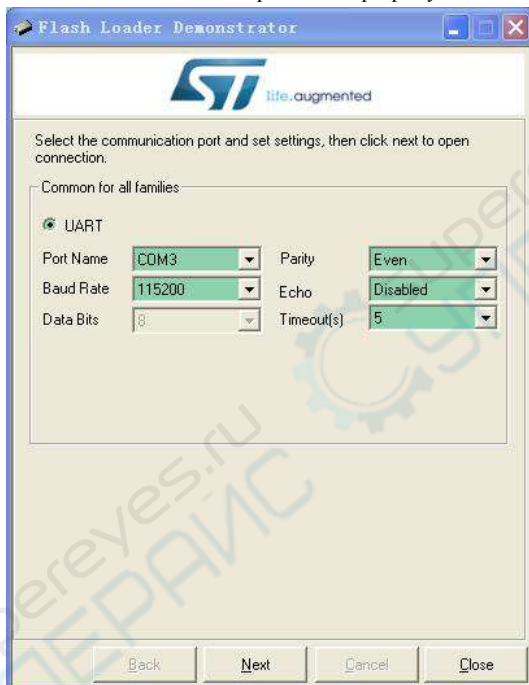 Flash Loader Demonstrator
life.augmented
Select the communication port and set settings, then click next to open
connection.
Common for all families
UART
Port Name COM3 Parity Even
Baud Rate 115200 Echo Disabled
Data Bits 8 Timeout(s) 5
Back Next Cancel Close